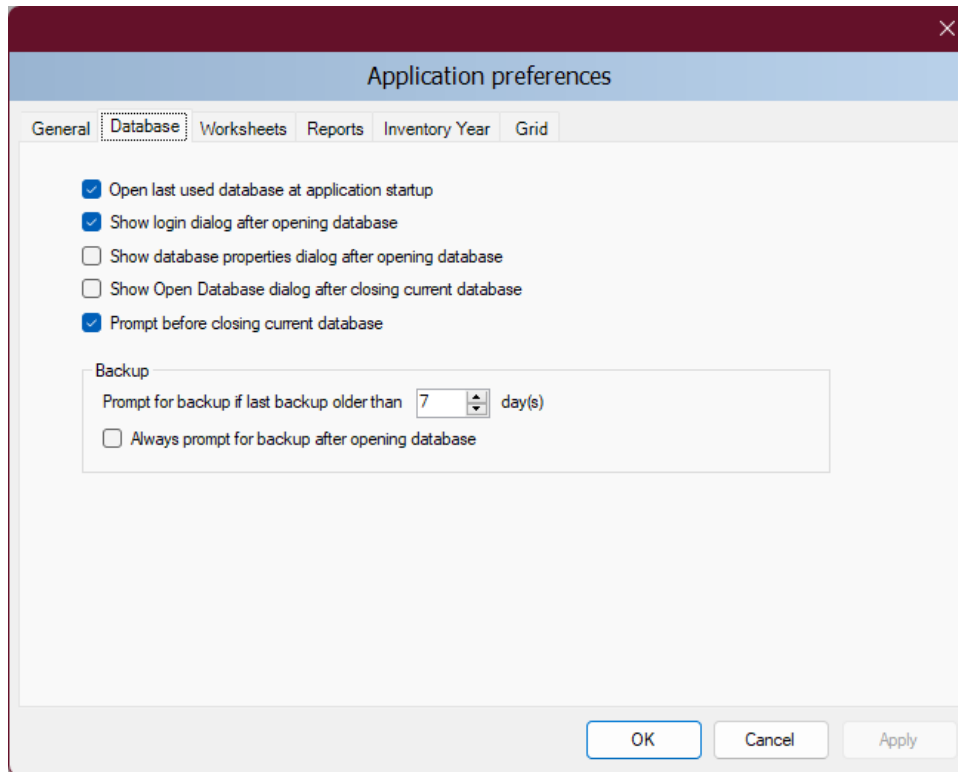 Application preferences
General Database Worksheets Reports Inventory Year Grid
Open last used database at application startup
Show login dialog after opening database
Show database properties dialog after opening database
Show Open Database dialog after closing current database
Prompt before closing current database
Backup
Prompt for backup if last backup older than 7 day(s)
Always prompt for backup after opening database
OK Cancel Apply